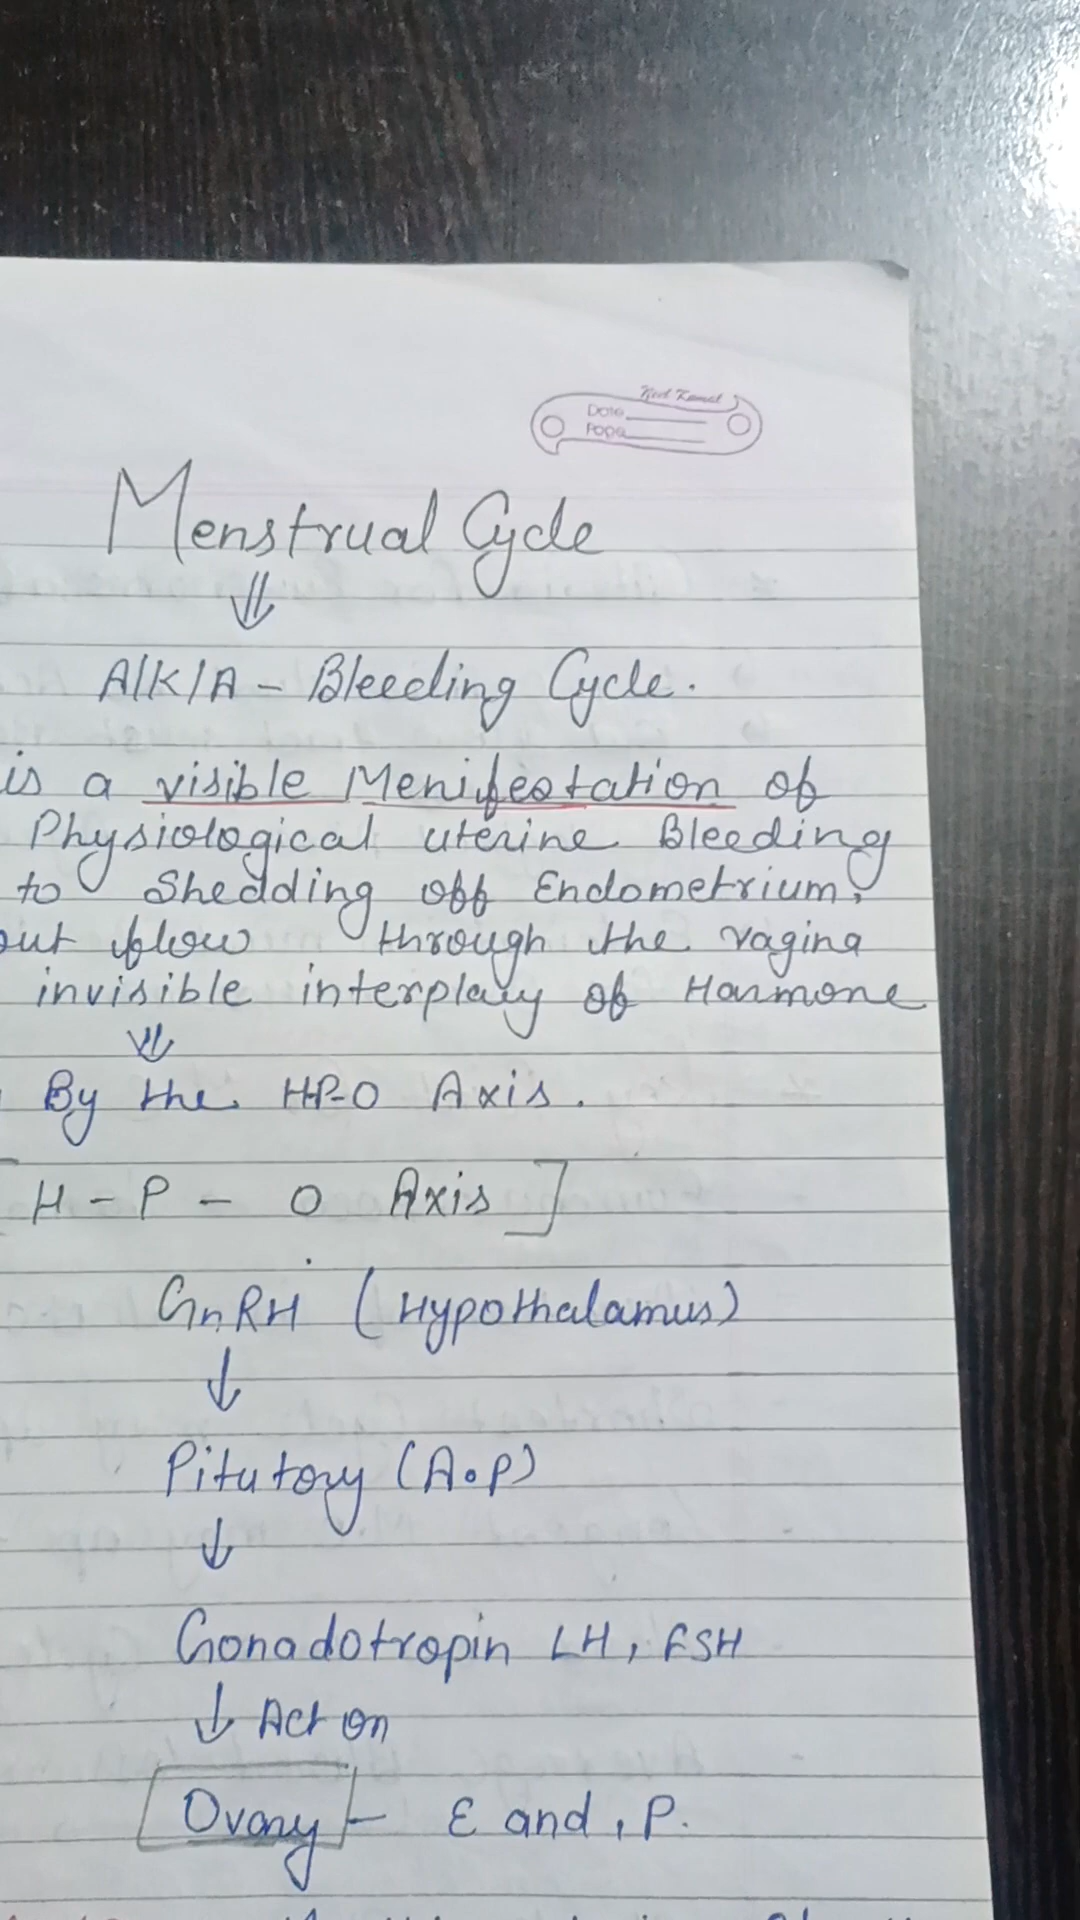 Date
Page
Menstrual Cycle
A/K/A - Bleeding Cycle.
is a visible Menifestation of
Physiological uterine Bleeding
to Shedding off Endometrium,
out flow through the vagina
invisible interplay of Harmone
By the H-P-O Axis.
H - P - O Axis ]
GnRH (Hypothalamus)
Pitutory (A.P)
Gonadotropin LH, FSH
Act on
Ovary - E and , P.